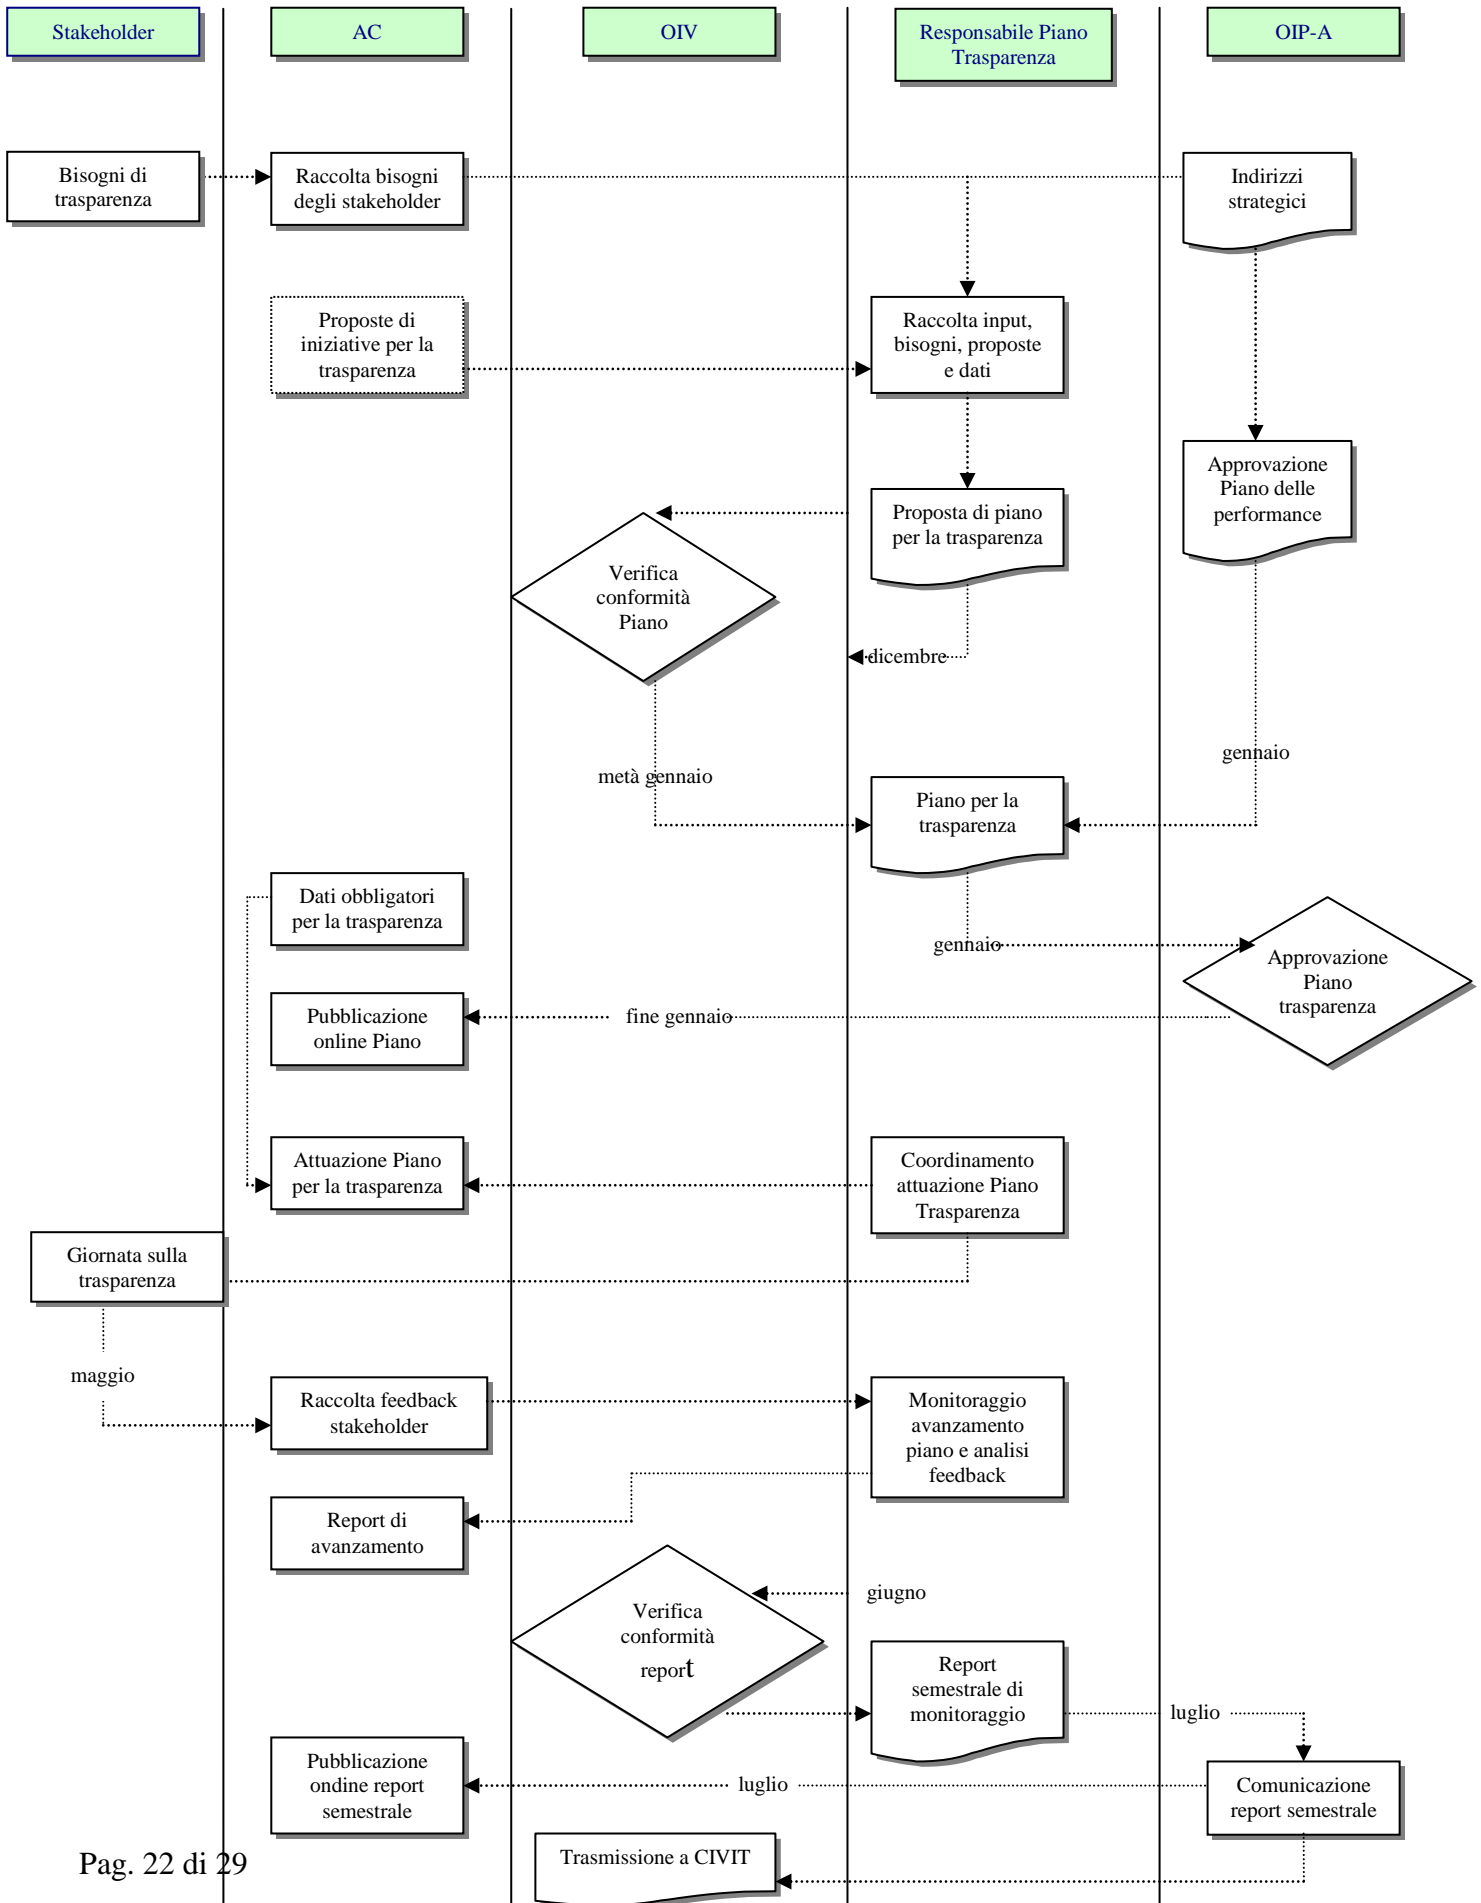 Stakeholder
AC
OIV
Responsabile Piano
Trasparenza
OIP-A
Bisogni di
trasparenza
Raccolta bisogni
degli stakeholder
Indirizzi
strategici
Proposte di
iniziative per la
trasparenza
Raccolta input,
bisogni, proposte
e dati
Approvazione
Piano delle
performance
Proposta di piano
per la trasparenza
Verifica
conformità
Piano
dicembre
gennaio
metà gennaio
Piano per la
trasparenza
Dati obbligatori
per la trasparenza
gennaio
Approvazione
Piano
trasparenza
Pubblicazione
online Piano
fine gennaio
Attuazione Piano
per la trasparenza
Coordinamento
attuazione Piano
Trasparenza
Giornata sulla
trasparenza
maggio
Raccolta feedback
stakeholder
Monitoraggio
avanzamento
piano e analisi
feedback
Report di
avanzamento
giugno
Verifica
conformità
report
Report
semestrale di
monitoraggio
luglio
Pubblicazione
ondine report
semestrale
luglio
Comunicazione
report semestrale
Trasmissione a CIVIT
Pag. 22 di 29